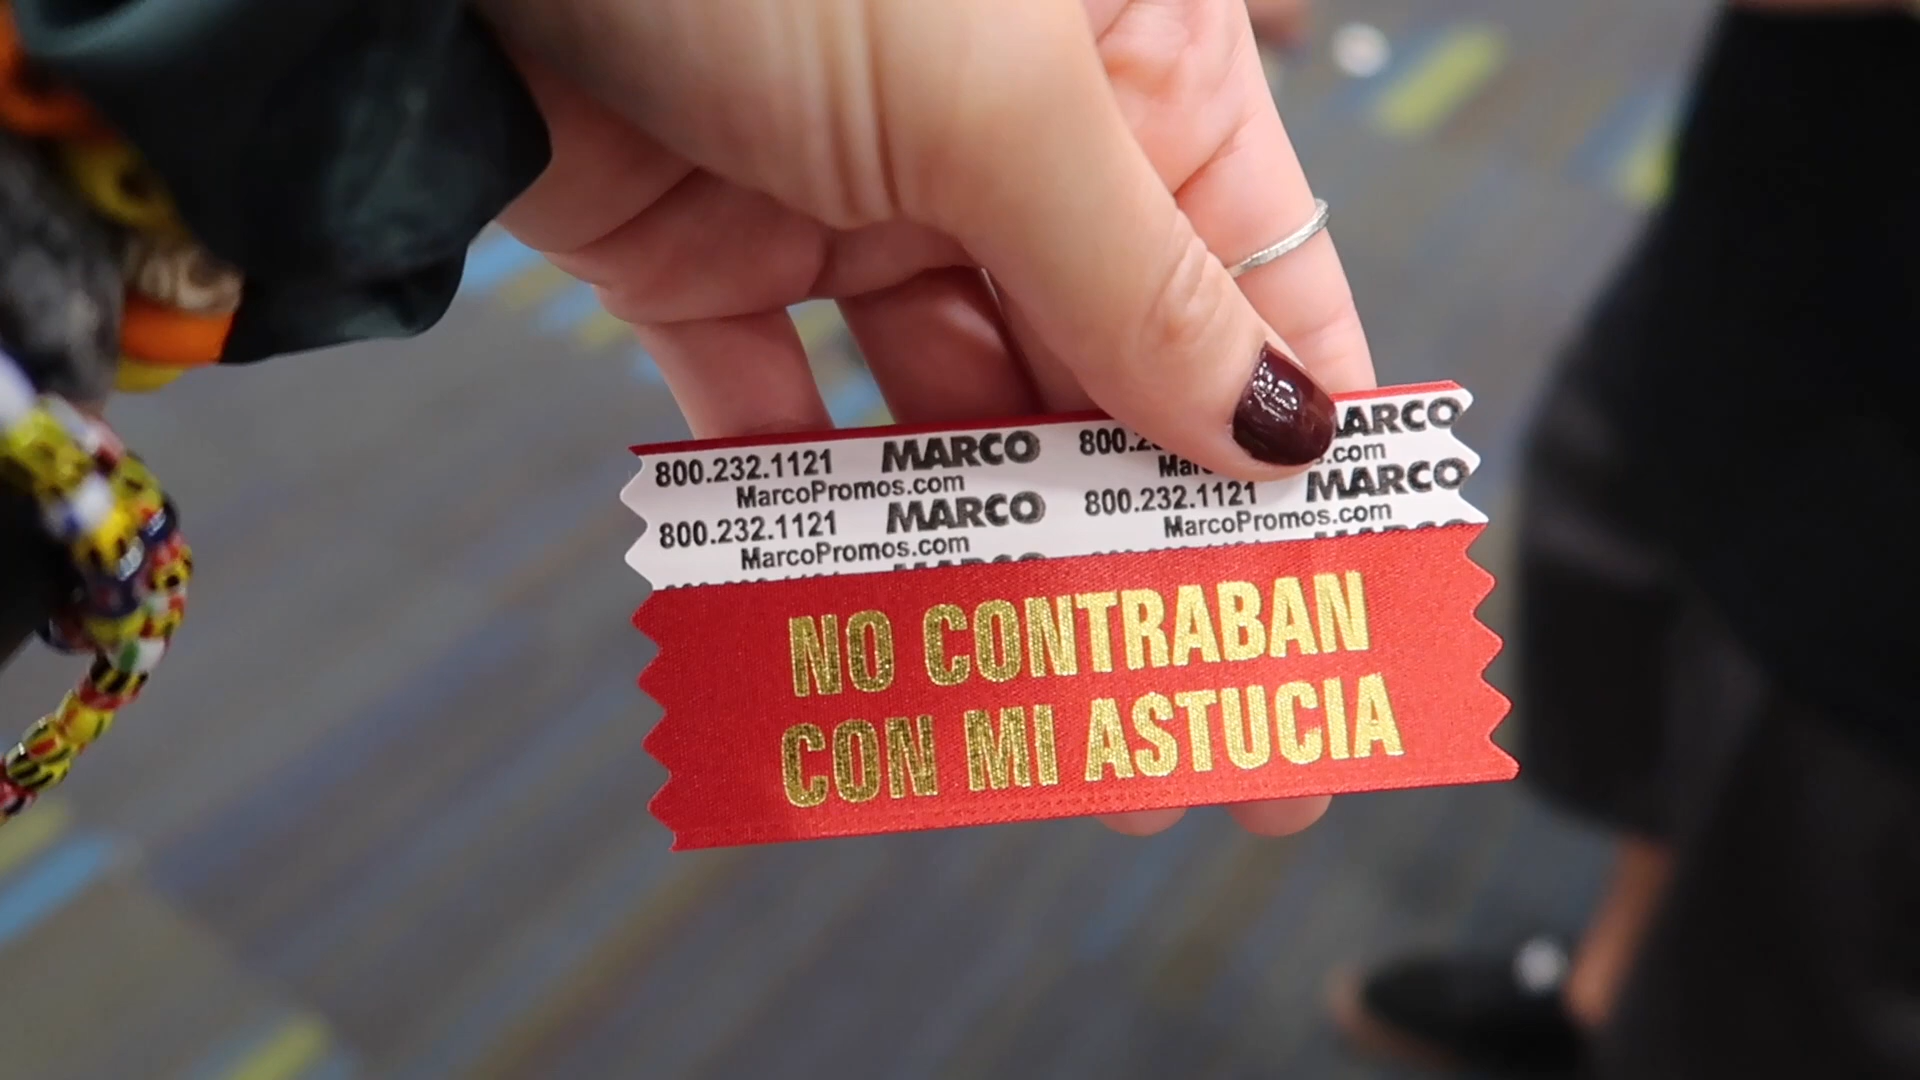 800.232.1121 MARCO
MarcoPromos.com
800.232.1121 MARCO 800.232.1121 MARCO
MarcoPromos.com MarcoPromos.com
NO CONTRABAN
CON MI ASTUCIA